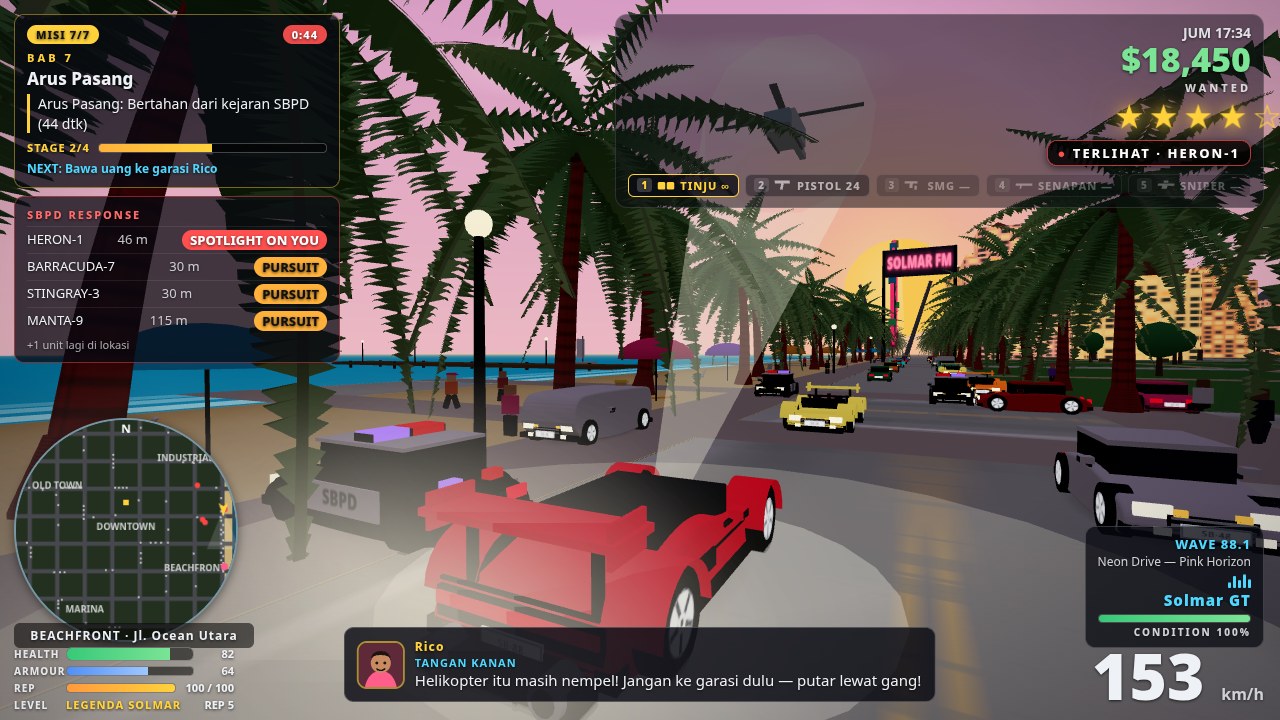 MISI 7/7
0:44
BAB 7
Arus Pasang
Arus Pasang: Bertahan dari kejaran SBPD
(44 dtk)
STAGE 2/4
NEXT: Bawa uang ke garasi Rico
SBPD RESPONSE
HERON-1 46 m SPOTLIGHT ON YOU
BARRACUDA-7 30 m PURSUIT
STINGRAY-3 30 m PURSUIT
MANTA-9 115 m PURSUIT
+1 unit lagi di lokasi
JUM 17:34
$18,450
WANTED
TERLIHAT · HERON-1
1 TINJU ∞
2 PISTOL 24
3 SMG —
4 SENAPAN —
5 SNIPER
SOLMAR FM
SBPD
N
INDUSTRIAL
OLD TOWN
DOWNTOWN
BEACHFRONT
MARINA
BEACHFRONT · Jl. Ocean Utara
HEALTH 82
ARMOUR 64
REP 100 / 100
LEVEL LEGENDA SOLMAR REP 5
Rico
TANGAN KANAN
Helikopter itu masih nempel! Jangan ke garasi dulu — putar lewat gang!
WAVE 88.1
Neon Drive — Pink Horizon
Solmar GT
CONDITION 100%
153 km/h